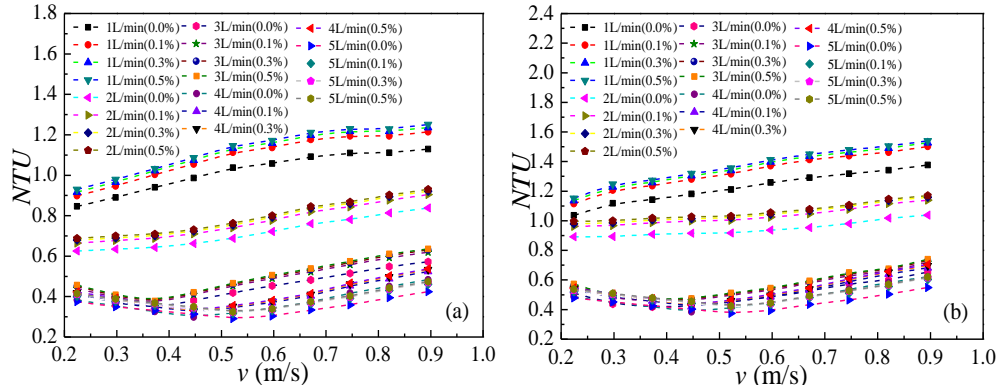 1.8
1.6
1.4
1.2
1.0
0.8
0.6
0.4
0.2
NTU
1L/min(0.0%) 3L/min(0.0%) 4L/min(0.5%)
1L/min(0.1%) 3L/min(0.1%) 5L/min(0.0%)
1L/min(0.3%) 3L/min(0.3%) 5L/min(0.1%)
1L/min(0.5%) 3L/min(0.5%) 5L/min(0.3%)
2L/min(0.0%) 4L/min(0.0%) 5L/min(0.5%)
2L/min(0.1%) 4L/min(0.1%)
2L/min(0.3%) 4L/min(0.3%)
2L/min(0.5%)
(a)
0.2 0.3 0.4 0.5 0.6 0.7 0.8 0.9 1.0
v (m/s)
2.4
2.2
2.0
1.8
1.6
1.4
1.2
1.0
0.8
0.6
0.4
0.2
NTU
1L/min(0.0%) 3L/min(0.0%) 4L/min(0.5%)
1L/min(0.1%) 3L/min(0.1%) 5L/min(0.0%)
1L/min(0.3%) 3L/min(0.3%) 5L/min(0.1%)
1L/min(0.5%) 3L/min(0.5%) 5L/min(0.3%)
2L/min(0.0%) 4L/min(0.0%) 5L/min(0.5%)
2L/min(0.1%) 4L/min(0.1%)
2L/min(0.3%) 4L/min(0.3%)
2L/min(0.5%)
(b)
0.2 0.3 0.4 0.5 0.6 0.7 0.8 0.9 1.0
v (m/s)